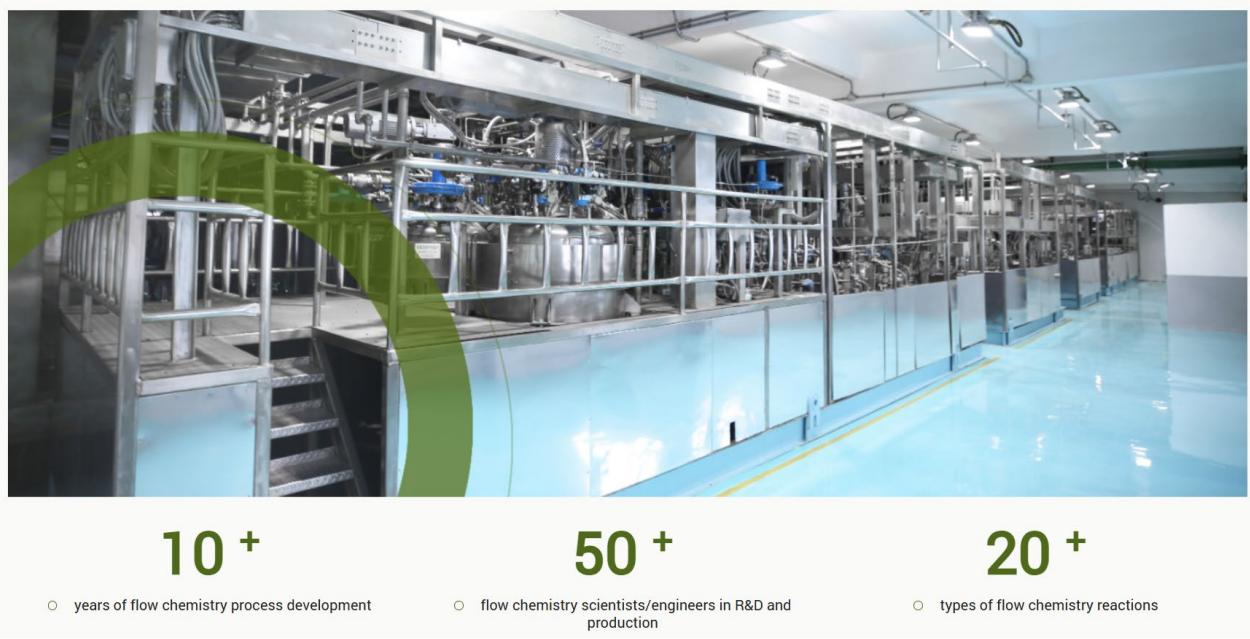 10 +
years of flow chemistry process development
50 +
flow chemistry scientists/engineers in R&D and
production
20 +
types of flow chemistry reactions